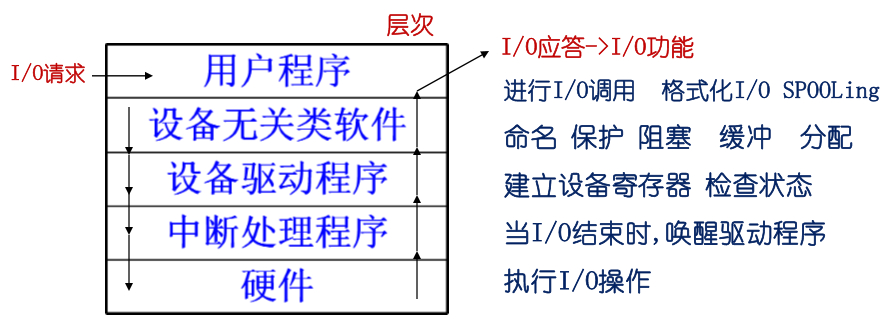 层次
I/O应答->I/O功能
I/O请求
用户程序
进行I/O调用 格式化I/O SPOOLing
设备无关类软件
命名 保护 阻塞 缓冲 分配
设备驱动程序
建立设备寄存器 检查状态
中断处理程序
当I/O结束时,唤醒驱动程序
硬件
执行I/O操作